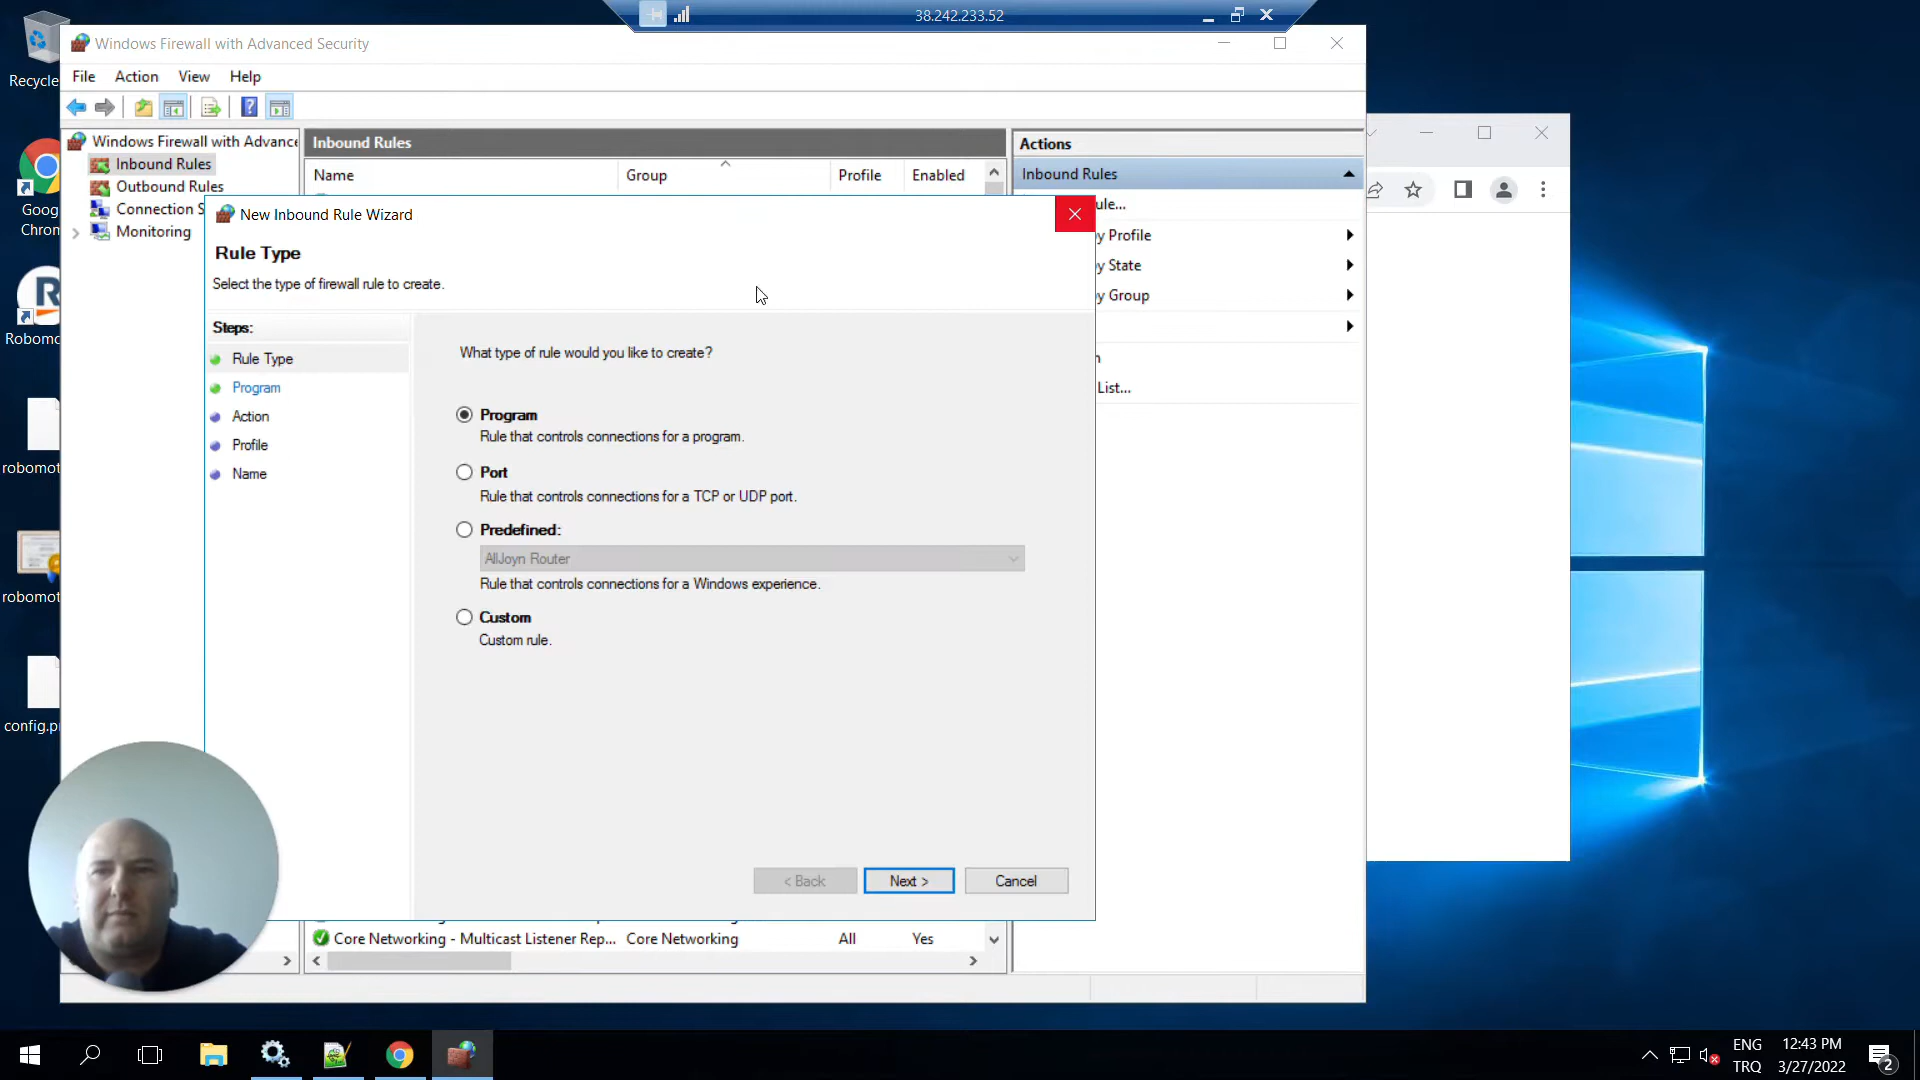 38.242.233.52
Recycle
Windows Firewall with Advanced Security
File Action View Help
Windows Firewall with Advance
Inbound Rules
Outbound Rules
Connection S
Monitoring
Inbound Rules
Name Group Profile Enabled
Actions
Inbound Rules
ule...
y Profile
y State
y Group
n
List...
Goog
Chrom
Robomo
robomot
robomot
config.p
New Inbound Rule Wizard
Rule Type
Select the type of firewall rule to create.
Steps:
Rule Type
Program
Action
Profile
Name
What type of rule would you like to create?
Program
Rule that controls connections for a program.
Port
Rule that controls connections for a TCP or UDP port.
Predefined:
AllJoyn Router
Rule that controls connections for a Windows experience.
Custom
Custom rule.
< Back Next > Cancel
Core Networking - Multicast Listener Rep... Core Networking All Yes
ENG
TRQ
12:43 PM
3/27/2022
2